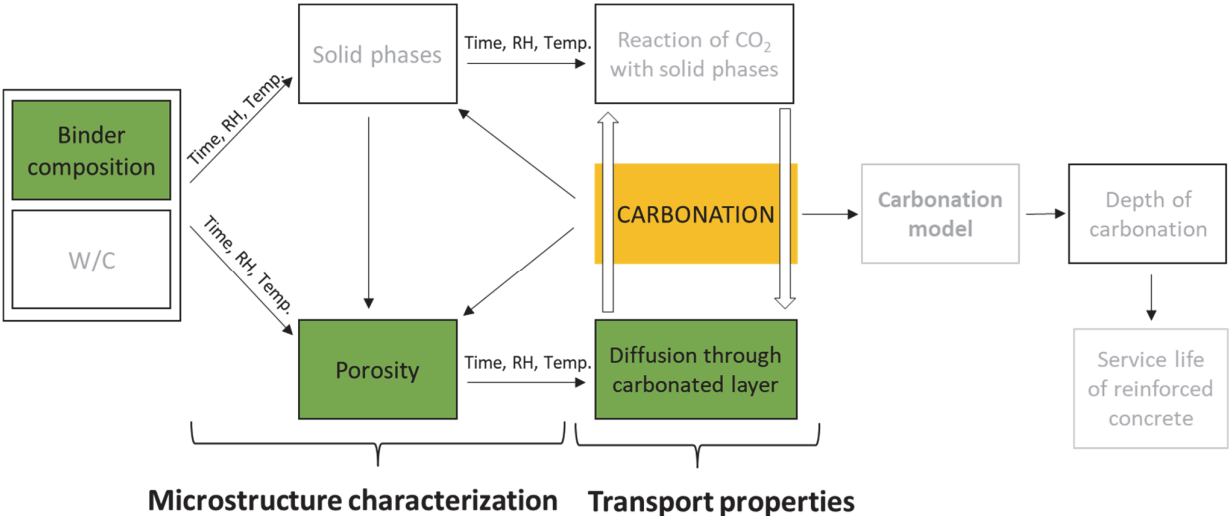 Binder
composition
W/C
Time, RH, Temp.
Time, RH, Temp.
Solid phases
Time, RH, Temp.
Reaction of CO₂
with solid phases
CARBONATION
Carbonation
model
Depth of
carbonation
Porosity
Time, RH, Temp.
Diffusion through
carbonated layer
Service life
of reinforced
concrete
Microstructure characterization
Transport properties